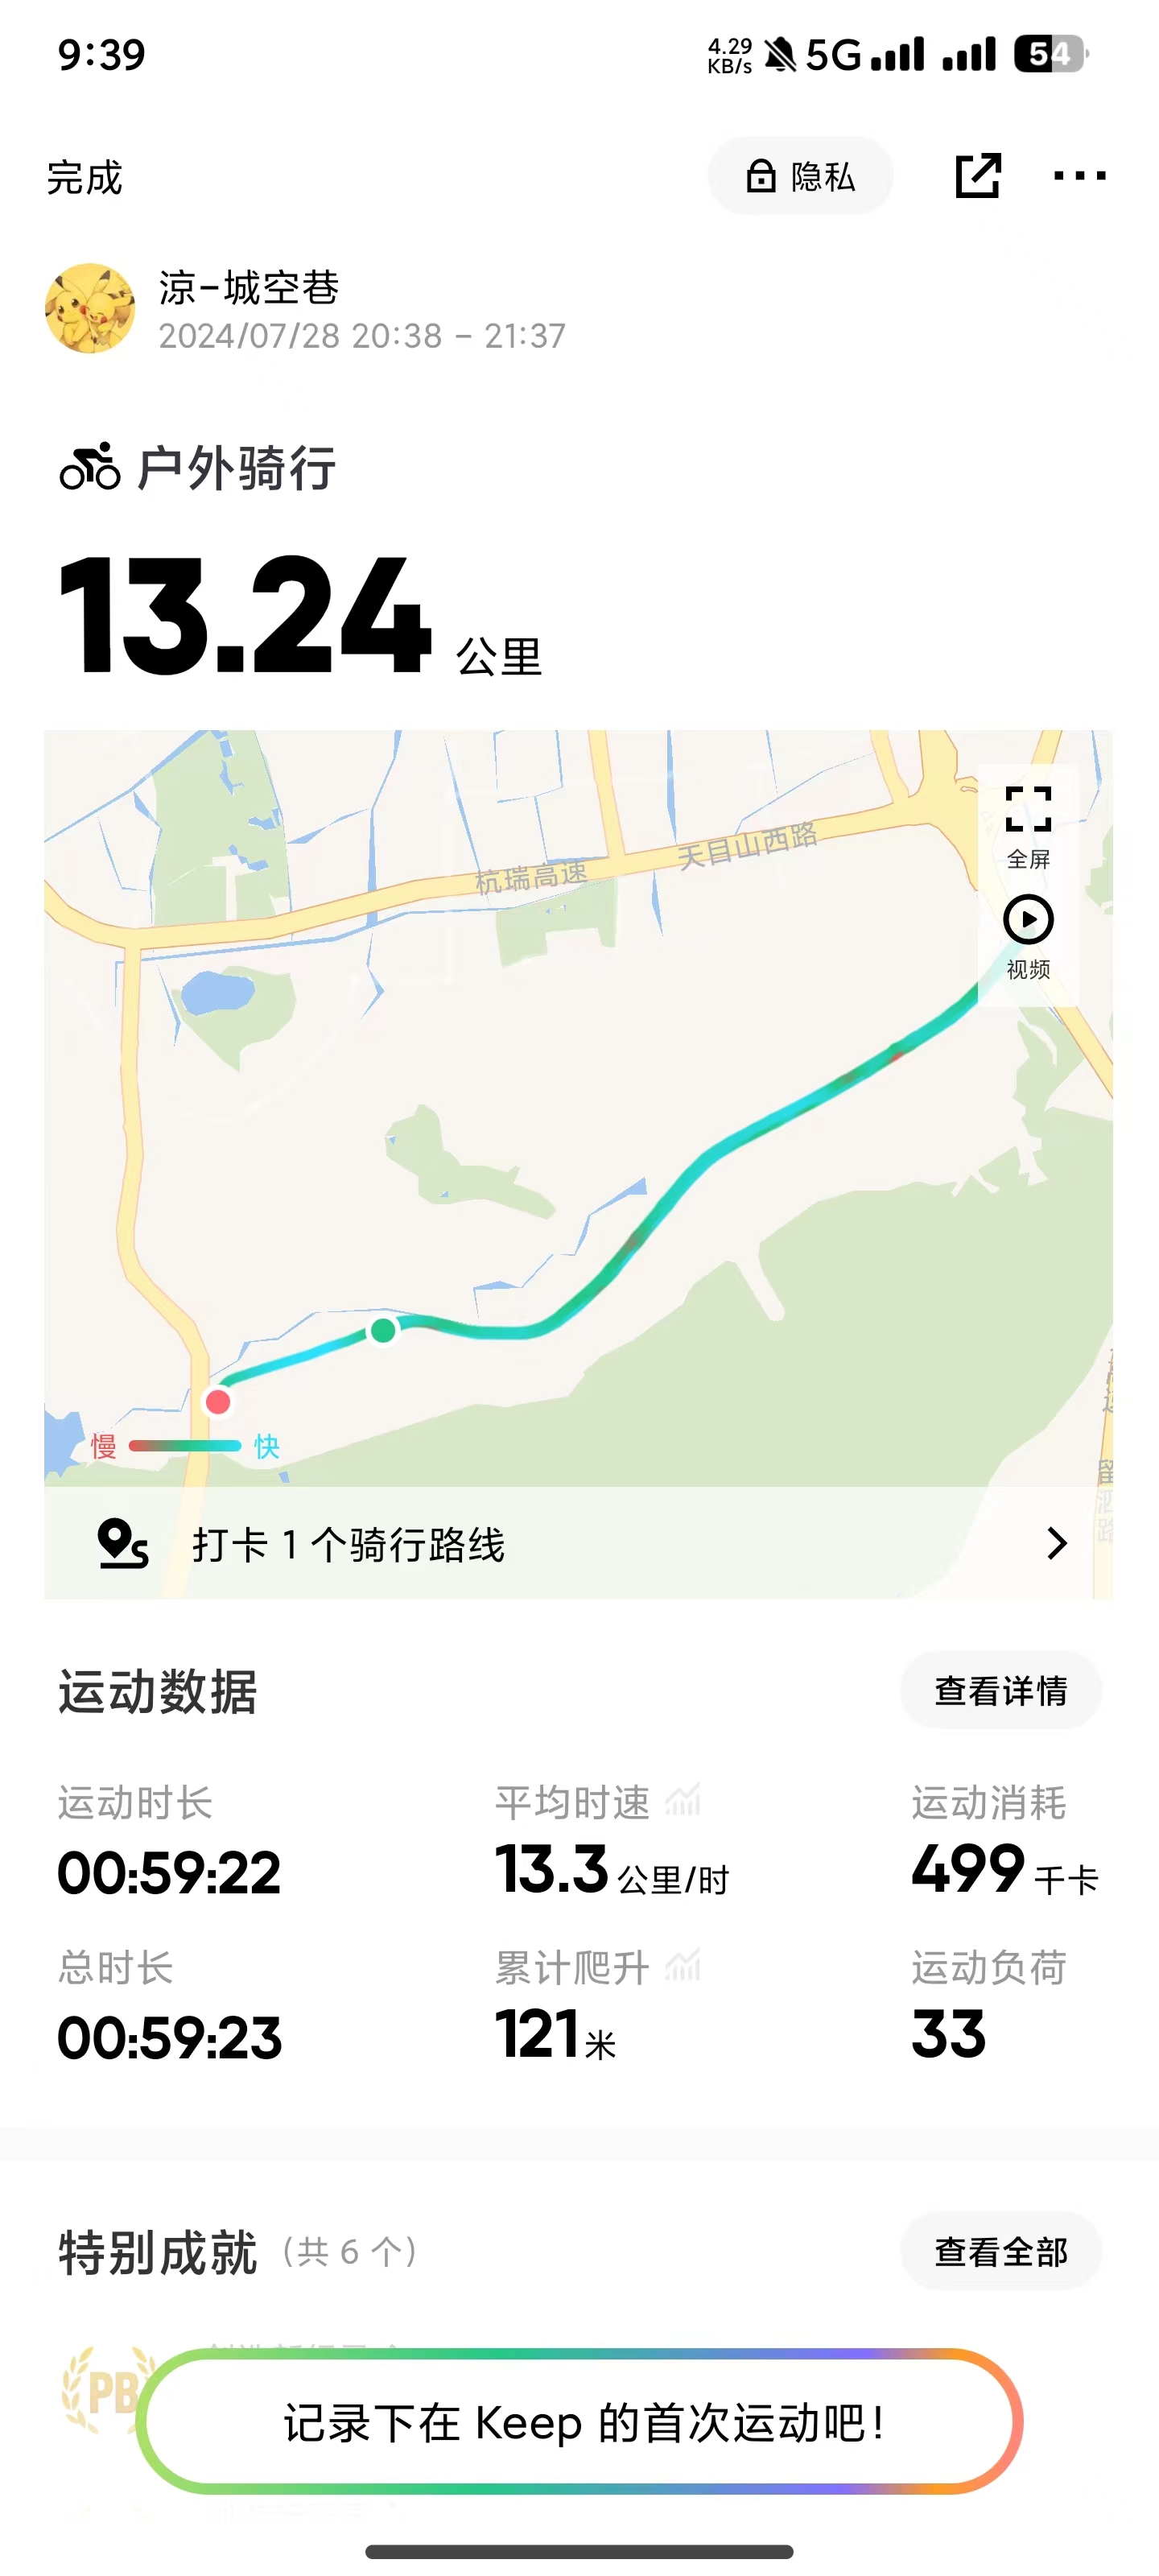 9:39
4.29
KB/s
5G
54
完成
隐私
涼-城空巷
2024/07/28 20:38 - 21:37
户外骑行
13.24 公里
全屏
视频
杭瑞高速
天目山西路
慢
快
打卡 1 个骑行路线
运动数据
查看详情
运动时长
平均时速
运动消耗
00:59:22
13.3 公里/时
499 千卡
总时长
累计爬升
运动负荷
00:59:23
121 米
33
特别成就 (共 6 个)
查看全部
PB
记录下在 Keep 的首次运动吧!